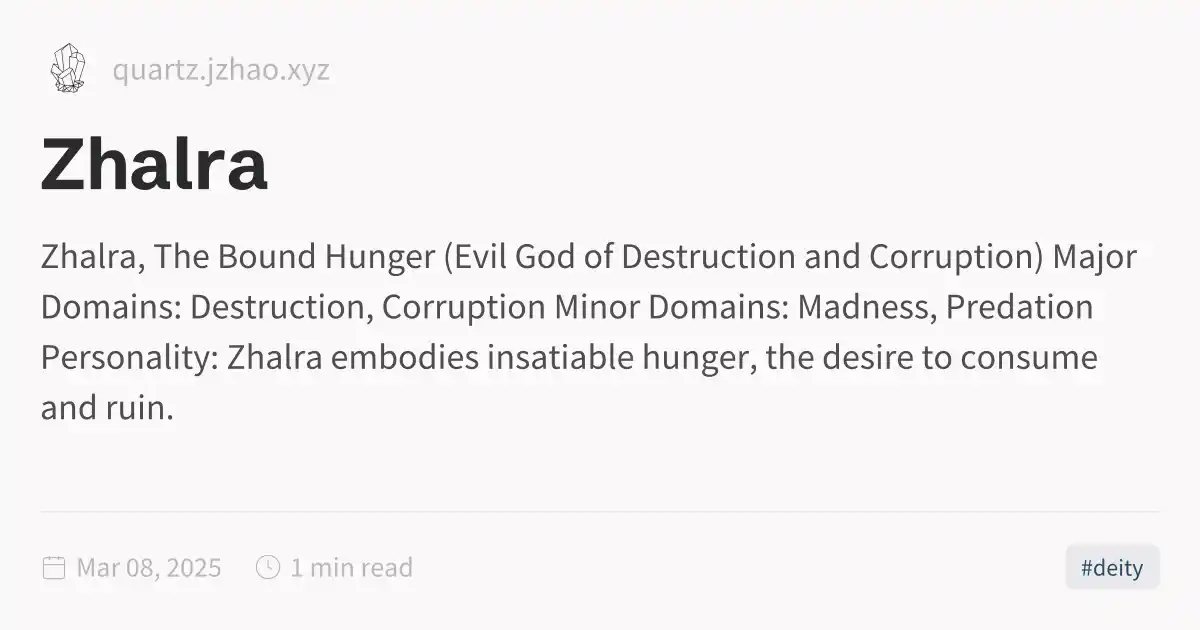 quartz.jzhao.xyz
Zhalra
Zhalra, The Bound Hunger (Evil God of Destruction and Corruption) Major
Domains: Destruction, Corruption Minor Domains: Madness, Predation
Personality: Zhalra embodies insatiable hunger, the desire to consume
and ruin.
Mar 08, 2025 1 min read #deity